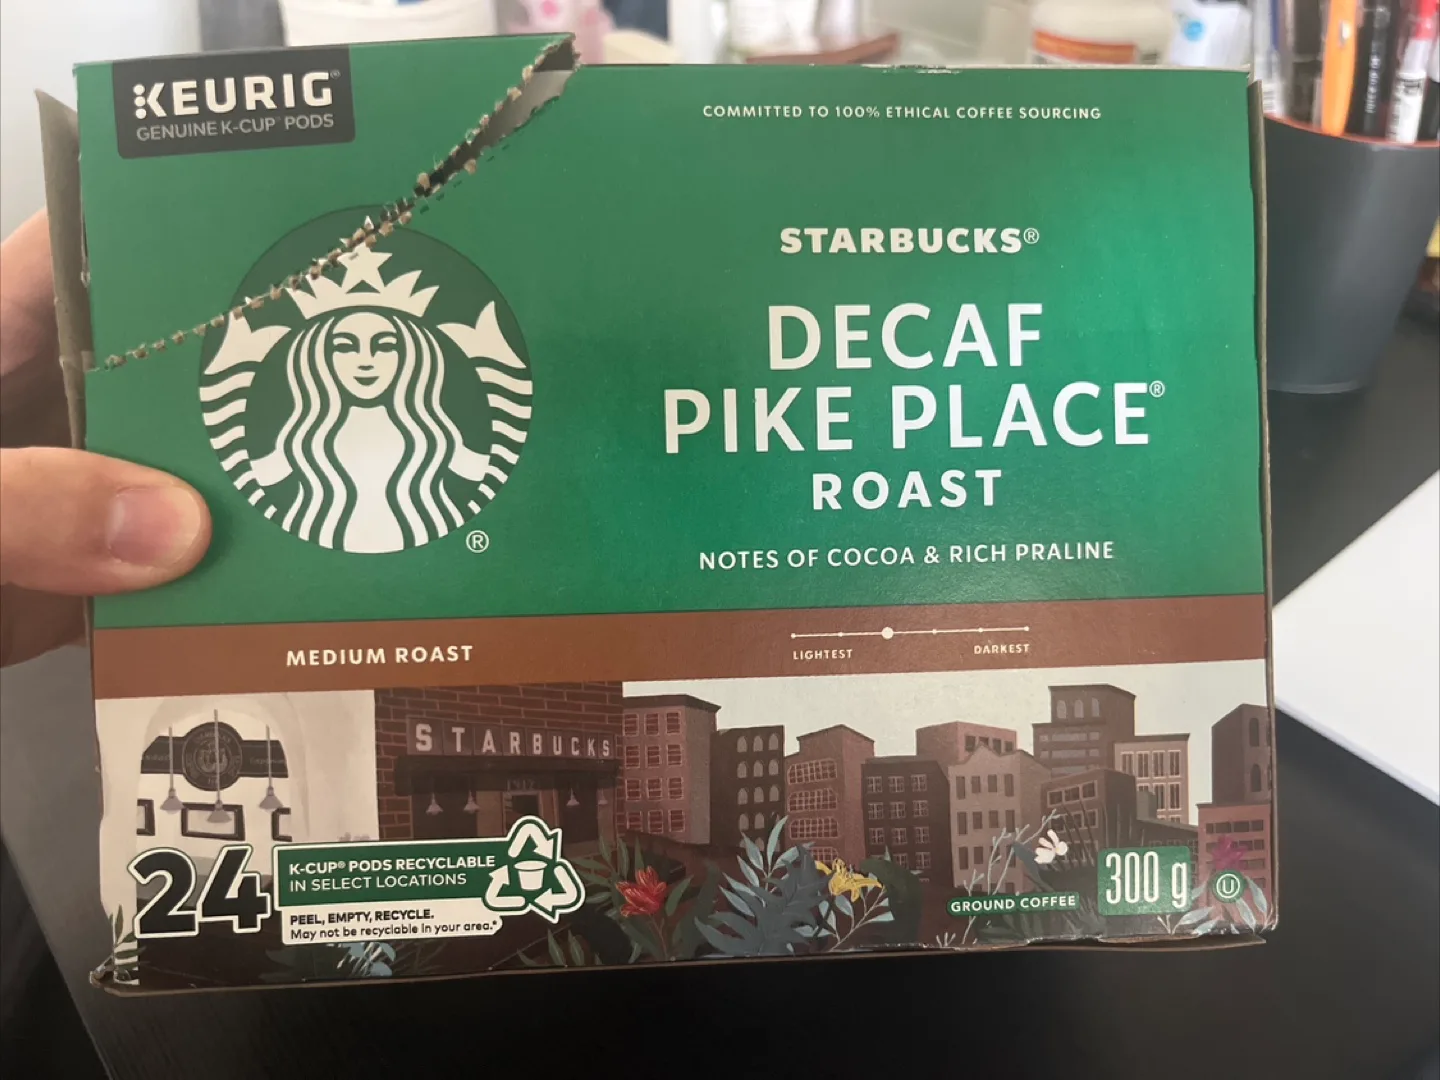 KEURIG®
GENUINE K-CUP® PODS
COMMITTED TO 100% ETHICAL COFFEE SOURCING
STARBUCKS®
DECAF
PIKE PLACE®
ROAST
®
NOTES OF COCOA & RICH PRALINE
MEDIUM ROAST
LIGHTEST
DARKEST
STARBUCKS
1912
24
K-CUP® PODS RECYCLABLE
IN SELECT LOCATIONS
PEEL, EMPTY, RECYCLE.
May not be recyclable in your area.*
GROUND COFFEE
300 g
U